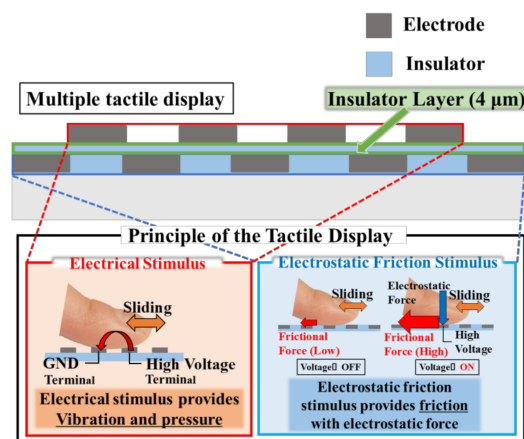 Electrode
Insulator
Multiple tactile display
Insulator Layer (4 μm)
Principle of the Tactile Display
Electrical Stimulus
Sliding
GND
Terminal
High Voltage
Terminal
Electrical stimulus provides
Vibration and pressure
Electrostatic Friction Stimulus
Sliding
Frictional
Force (Low)
Voltage OFF
Electrostatic
Force
Sliding
Frictional
Force (High)
High
Voltage
Voltage ON
Electrostatic friction
stimulus provides friction
with electrostatic force